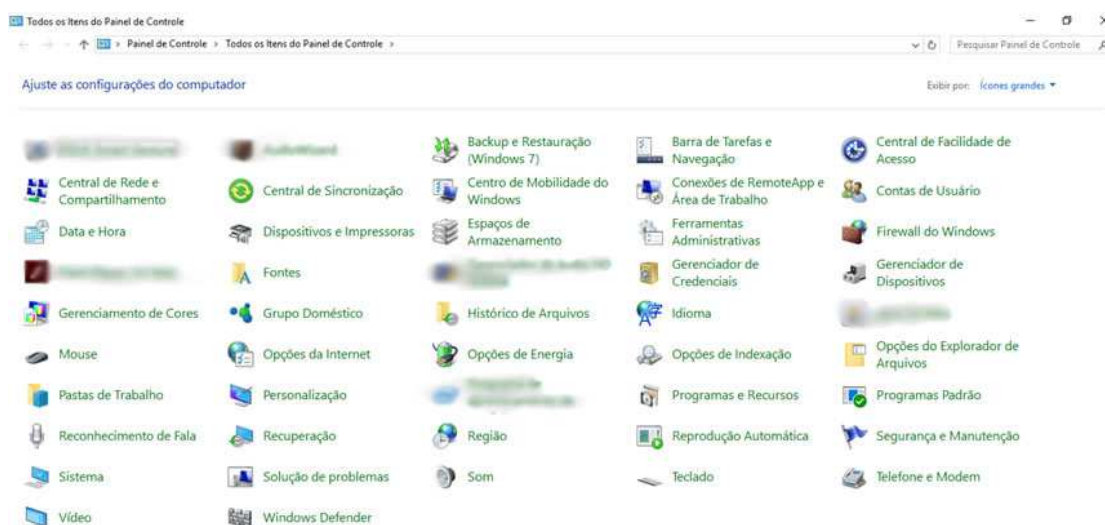 Todos os Itens do Painel de Controle
Painel de Controle > Todos os Itens do Painel de Controle >
Pesquisar Painel de Controle
Ajuste as configurações do computador
Exibir por: Ícones grandes
Backup e Restauração
(Windows 7)
Barra de Tarefas e
Navegação
Central de Facilidade de
Acesso
Central de Rede e
Compartilhamento
Central de Sincronização
Centro de Mobilidade do
Windows
Conexões de RemoteApp e
Área de Trabalho
Contas de Usuário
Data e Hora
Dispositivos e Impressoras
Espaços de
Armazenamento
Ferramentas
Administrativas
Firewall do Windows
Fontes
Gerenciador de
Credenciais
Gerenciador de
Dispositivos
Gerenciamento de Cores
Grupo Doméstico
Histórico de Arquivos
Idioma
Mouse
Opções da Internet
Opções de Energia
Opções de Indexação
Opções do Explorador de
Arquivos
Pastas de Trabalho
Personalização
Programas e Recursos
Programas Padrão
Reconhecimento de Fala
Recuperação
Região
Reprodução Automática
Segurança e Manutenção
Sistema
Solução de problemas
Som
Teclado
Telefone e Modem
Vídeo
Windows Defender